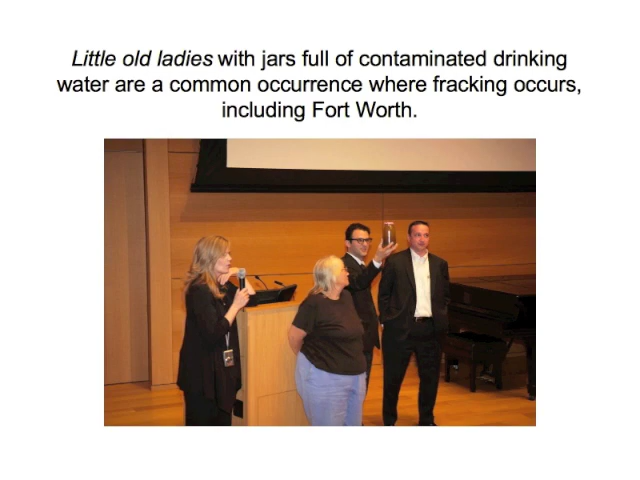 Little old ladies with jars full of contaminated drinking
water are a common occurrence where fracking occurs,
including Fort Worth.